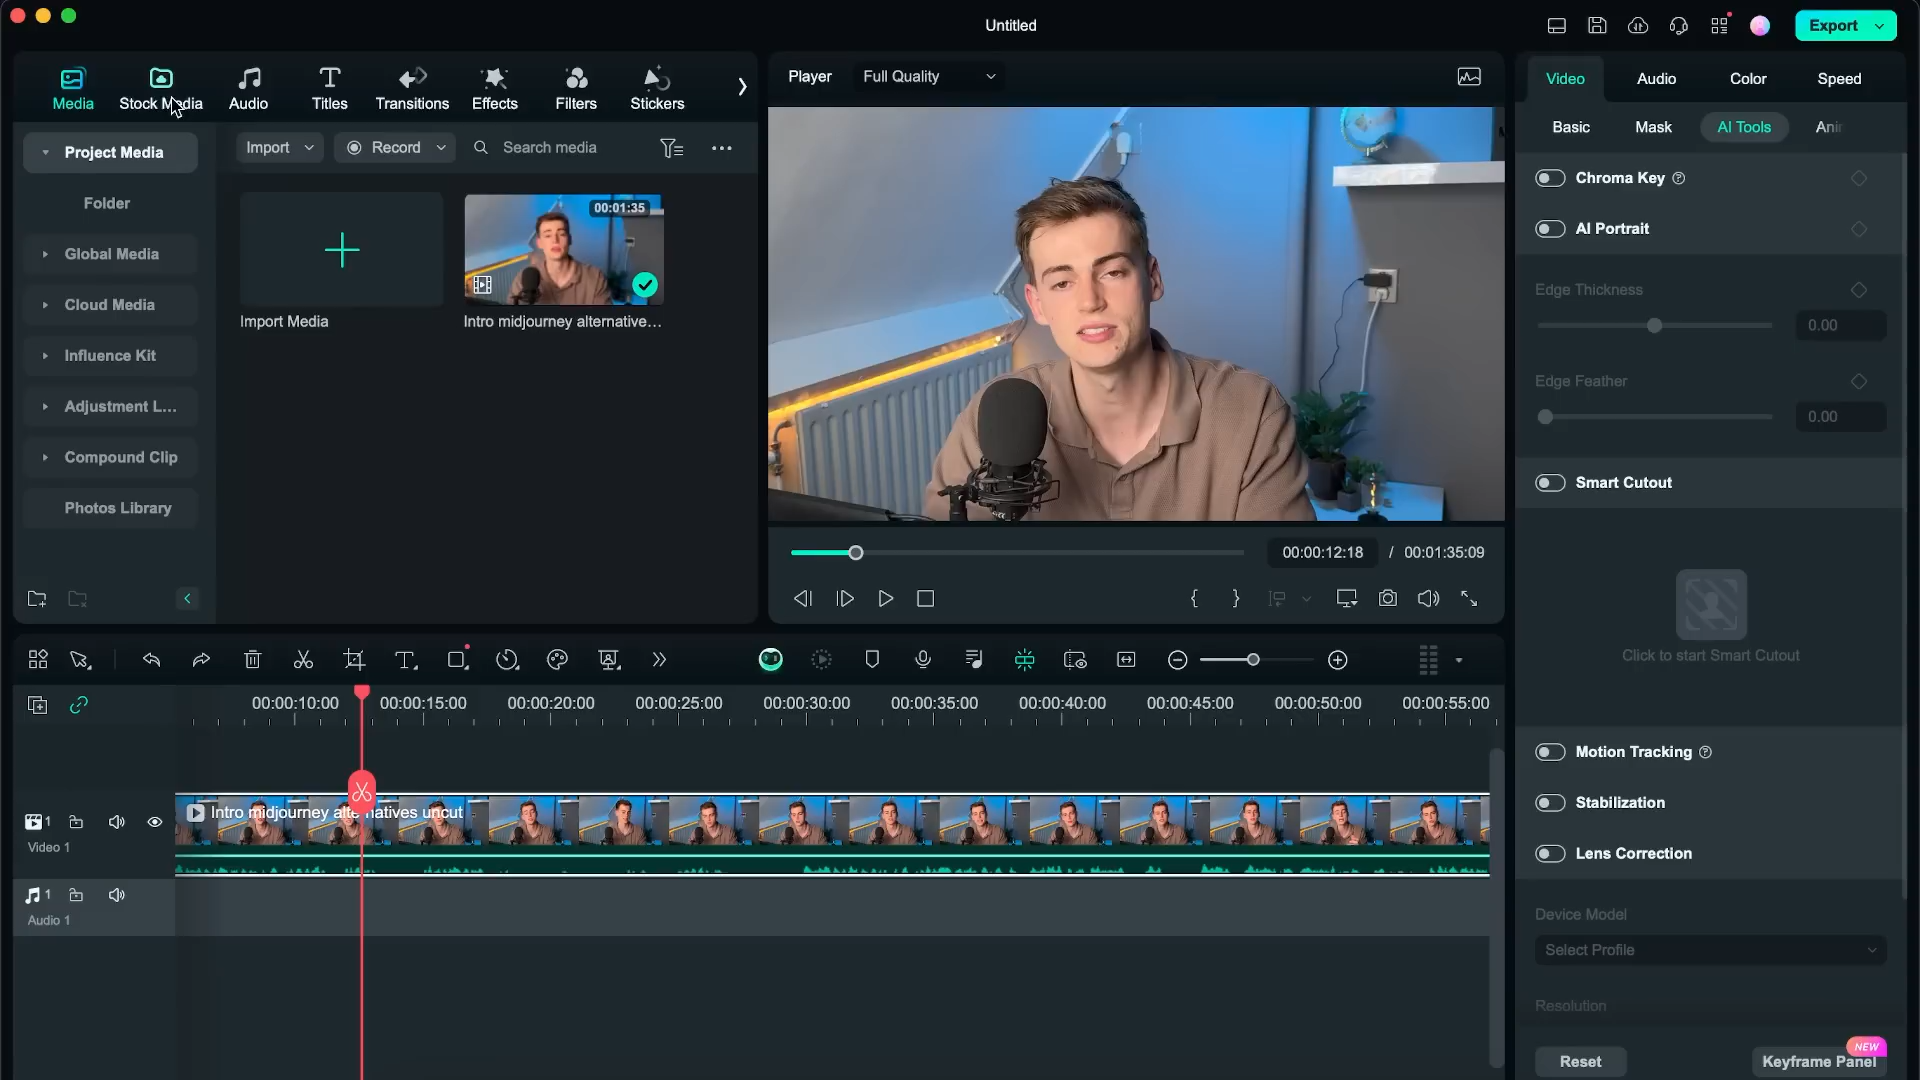 Untitled
Export
Media
Stock Media
Audio
Titles
Transitions
Effects
Filters
Stickers
Project Media
Folder
Global Media
Cloud Media
Influence Kit
Adjustment L...
Compound Clip
Photos Library
Import
Record
Search media
Import Media
00:01:35
Intro midjourney alternative...
Player
Full Quality
00:00:12:18 / 00:01:35:09
Video
Audio
Color
Speed
Basic
Mask
AI Tools
Chroma Key
AI Portrait
Edge Thickness
0.00
Edge Feather
0.00
Smart Cutout
Click to start Smart Cutout
Motion Tracking
Stabilization
Lens Correction
Device Model
Select Profile
Resolution
Reset
NEW
Keyframe Panel
00:00:10:00
00:00:15:00
00:00:20:00
00:00:25:00
00:00:30:00
00:00:35:00
00:00:40:00
00:00:45:00
00:00:50:00
00:00:55:00
1
Video 1
Intro midjourney alternatives uncut
1
Audio 1